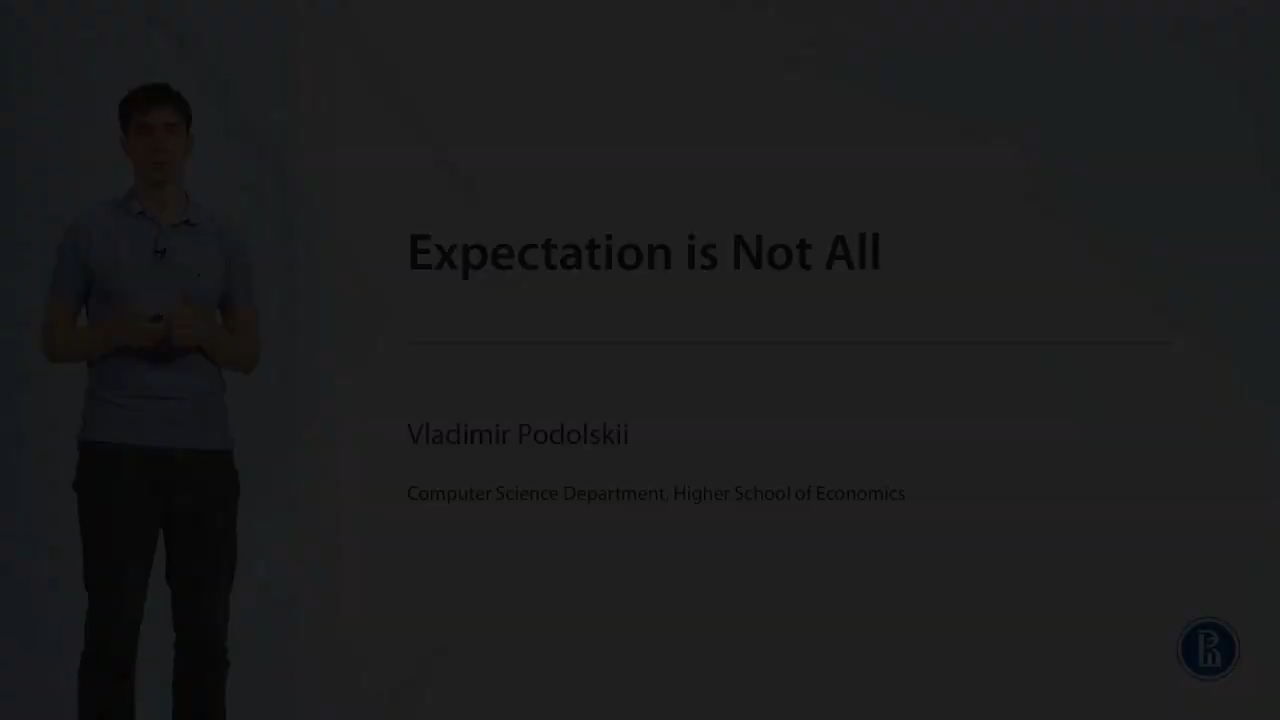 Expectation is Not All
Vladimir Podolskii
Computer Science Department, Higher School of Economics